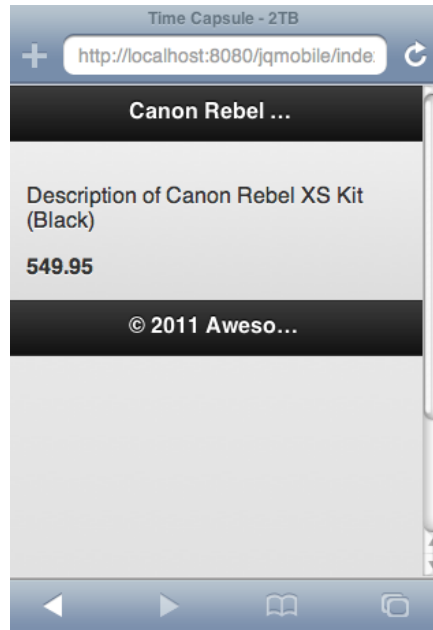 Time Capsule - 2TB
http://localhost:8080/jqmobile/inde
Canon Rebel ...
Description of Canon Rebel XS Kit
(Black)
549.95
© 2011 Aweso...